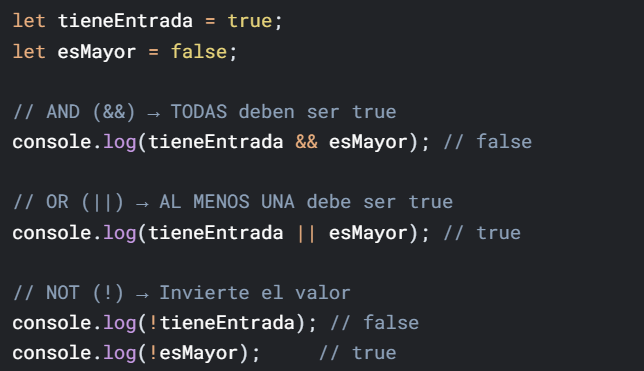 let tieneEntrada = true;
let esMayor = false;

// AND (&&) → TODAS deben ser true
console.log(tieneEntrada && esMayor); // false

// OR (||) → AL MENOS UNA debe ser true
console.log(tieneEntrada || esMayor); // true

// NOT (!) → Invierte el valor
console.log(!tieneEntrada); // false
console.log(!esMayor);     // true